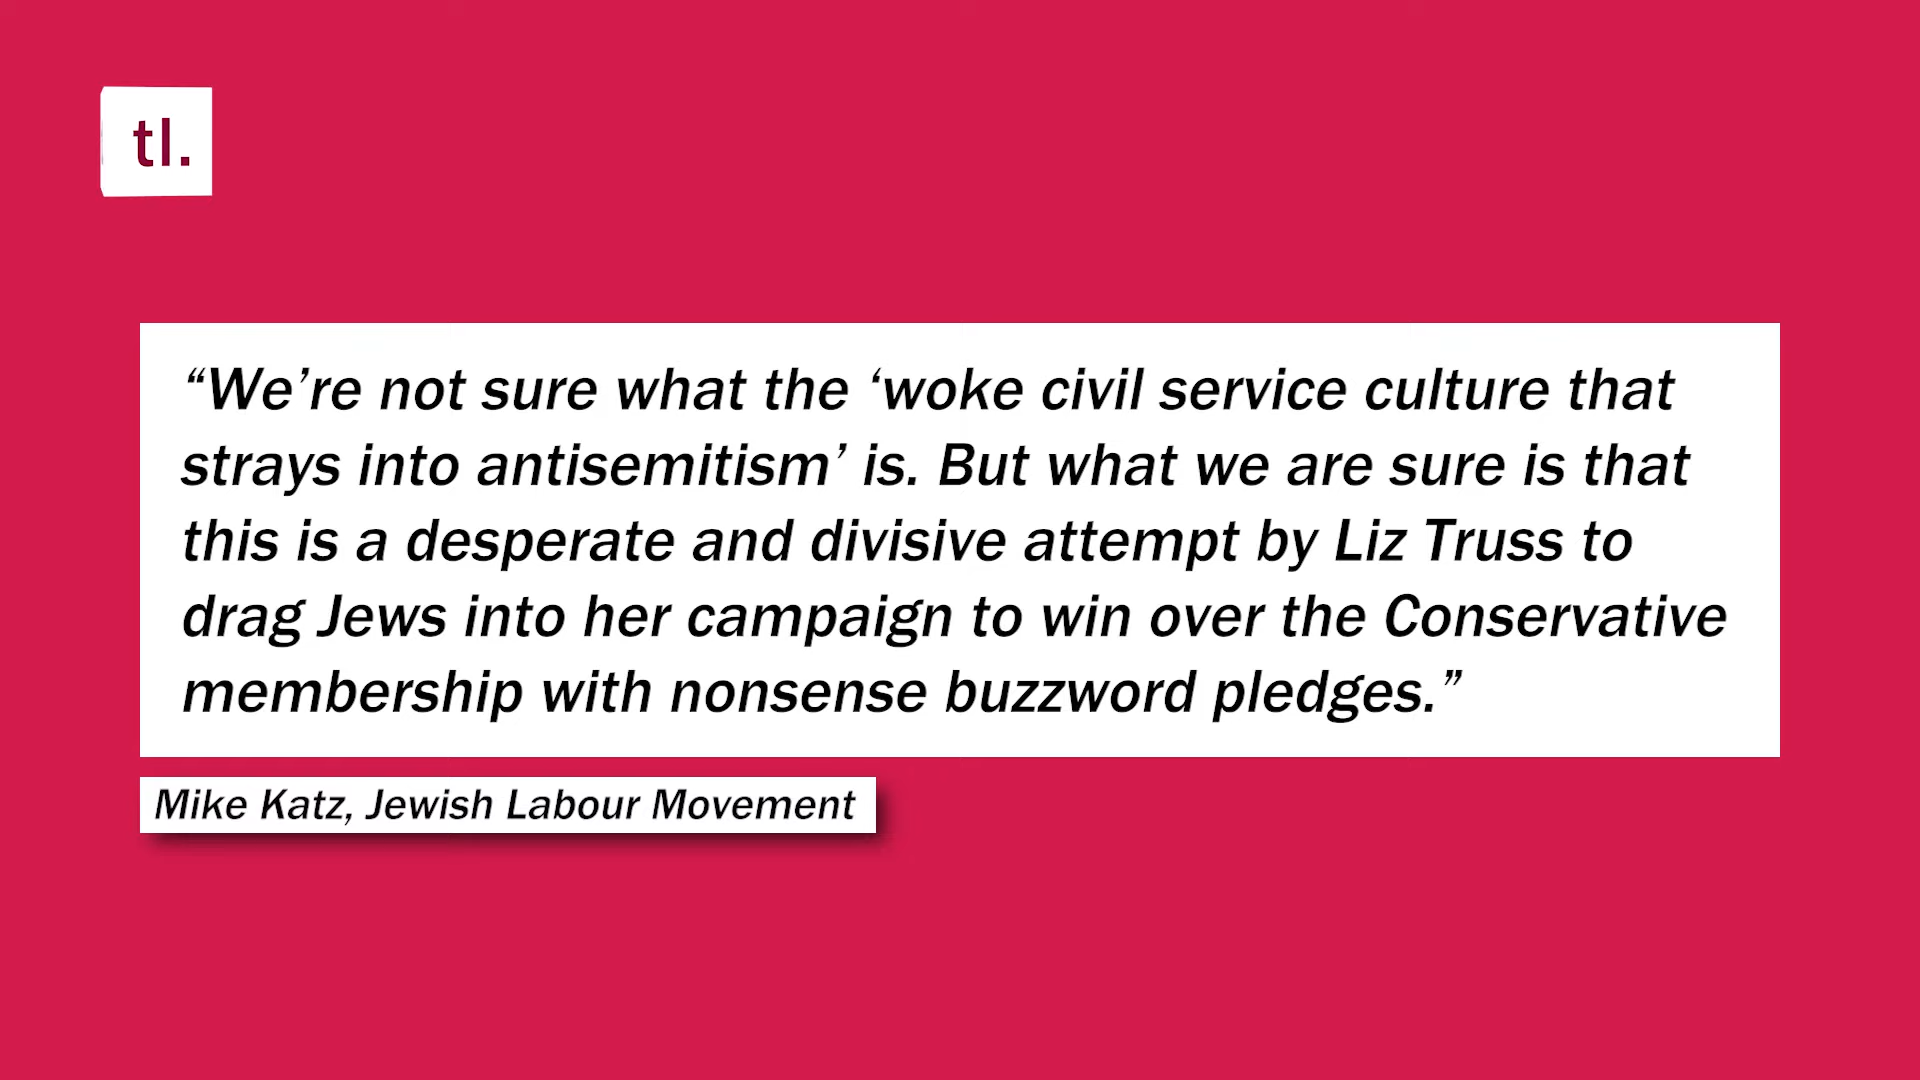 tl.
“We’re not sure what the ‘woke civil service culture that
strays into antisemitism’ is. But what we are sure is that
this is a desperate and divisive attempt by Liz Truss to
drag Jews into her campaign to win over the Conservative
membership with nonsense buzzword pledges.”
Mike Katz, Jewish Labour Movement